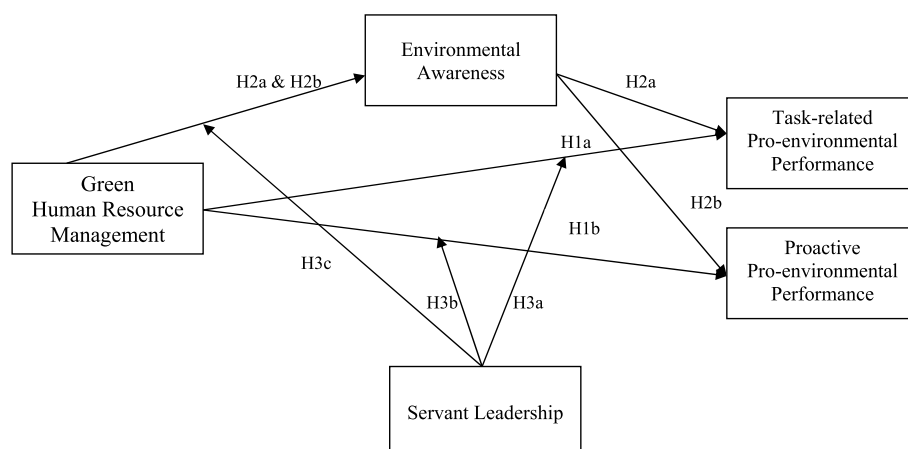 Environmental
Awareness
H2a & H2b
H2a
Task-related
Pro-environmental
Performance
H1a
Green
Human Resource
Management
H2b
H1b
Proactive
Pro-environmental
Performance
H3c
H3b
H3a
Servant Leadership